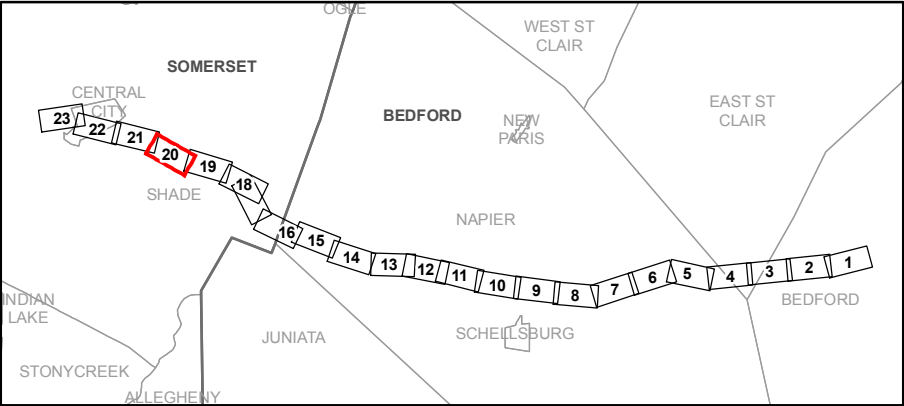 OGLE
WEST ST
CLAIR
SOMERSET
CENTRAL
CITY
BEDFORD
NEW
PARIS
EAST ST
CLAIR
23
22
21
20
19
18
SHADE
NAPIER
16
15
14
13
12
11
10
9
8
7
6
5
4
3
2
1
BEDFORD
INDIAN
LAKE
JUNIATA
SCHELLSBURG
STONYCREEK
ALLEGHENY